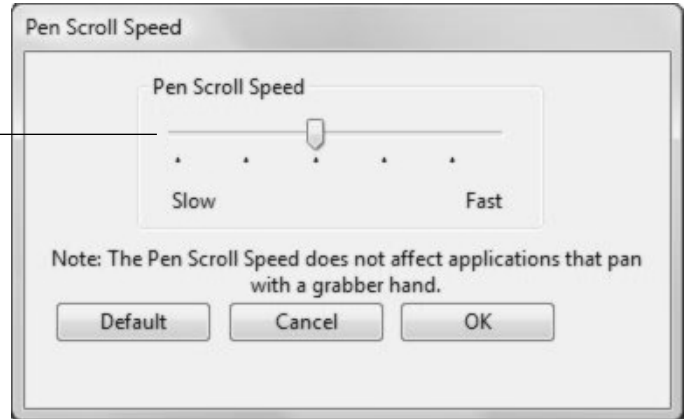 Pen Scroll Speed
Pen Scroll Speed
Slow Fast
Note: The Pen Scroll Speed does not affect applications that pan
with a grabber hand.
Default Cancel OK